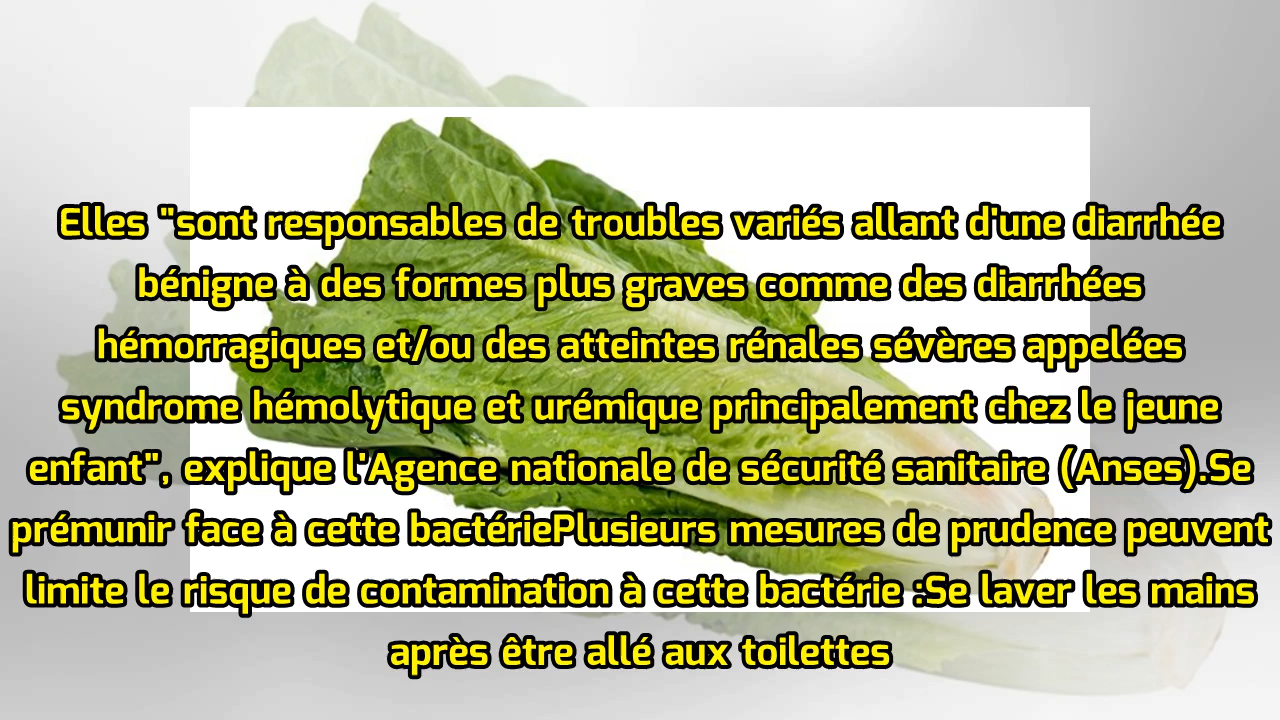 Elles "sont responsables de troubles variés allant d'une diarrhée
bénigne à des formes plus graves comme des diarrhées
hémorragiques et/ou des atteintes rénales sévères appelées
syndrome hémolytique et urémique principalement chez le jeune
enfant", explique l'Agence nationale de sécurité sanitaire (Anses).Se
prémunir face à cette bactériePlusieurs mesures de prudence peuvent
limite le risque de contamination à cette bactérie :Se laver les mains
après être allé aux toilettes